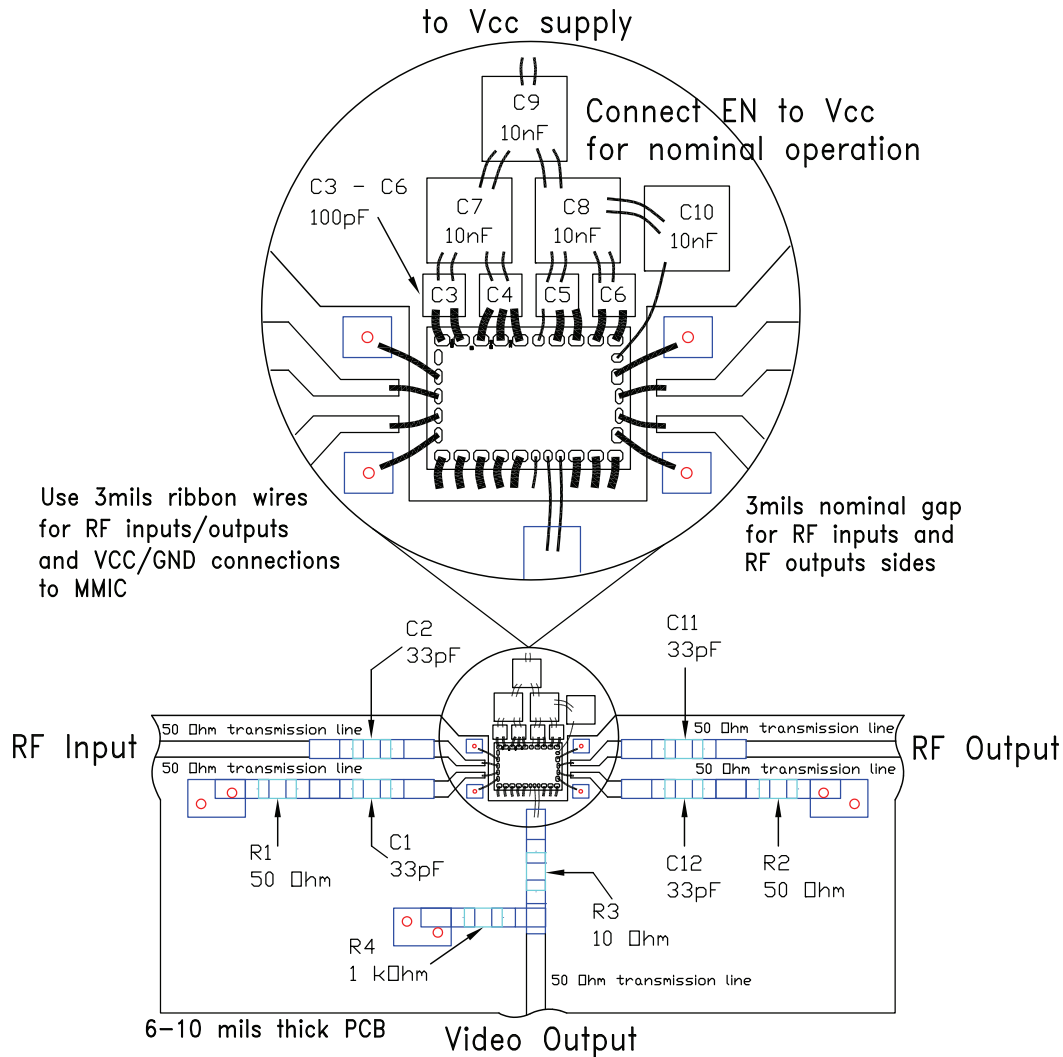 to Vcc supply
C9
10nF
Connect EN to Vcc
for nominal operation
C3 - C6
100pF
C7
10nF
C8
10nF
C10
10nF
C3
C4
C5
C6
Use 3mils ribbon wires
for RF inputs/outputs
and VCC/GND connections
to MMIC
3mils nominal gap
for RF inputs and
RF outputs sides
C2
33pF
C11
33pF
50 Ohm transmission line
50 Ohm transmission line
RF Input
RF Output
50 Ohm transmission line
50 Ohm transmission line
R1
50 Ohm
C1
33pF
C12
33pF
R2
50 Ohm
R3
10 Ohm
R4
1 kOhm
50 Ohm transmission line
6-10 mils thick PCB
Video Output